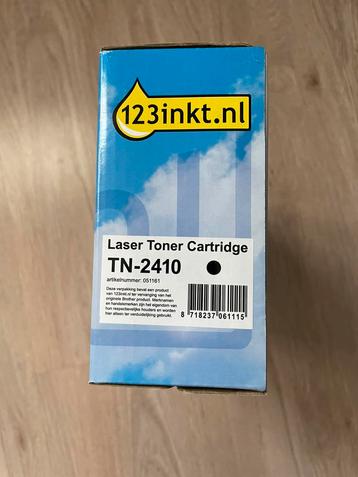 123inkt.nl
Laser Toner Cartridge
TN-2410
artikelnummer: 051161
Deze verpakking bevat een product
van 123inkt.nl ter vervanging van het
originele Brother product. Merknamen
en handelsmerken zijn het eigendom van
hun respectievelijke houders en worden
hier alleen ter verduidelijking gebruikt.
8 718237 061115